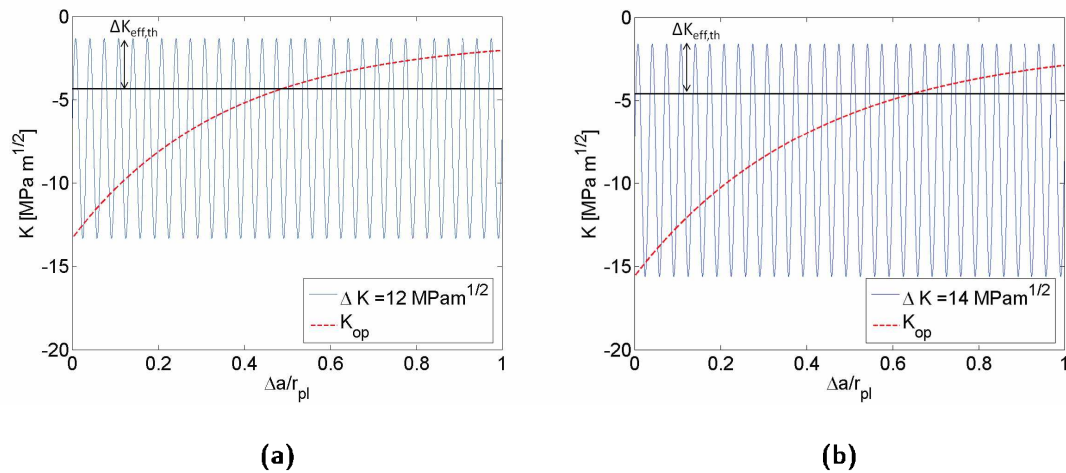 ΔK_eff,th
0
-5
-10
-15
-20
K [MPa m^1/2]
Δ K =12 MPam^1/2
K_op
0 0.2 0.4 0.6 0.8 1
Δa/r_pl
(a)
ΔK_eff,th
0
-5
-10
-15
-20
K [MPa m^1/2]
Δ K =14 MPam^1/2
K_op
0 0.2 0.4 0.6 0.8 1
Δa/r_pl
(b)